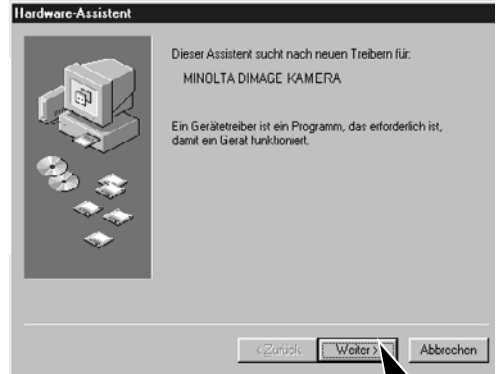 Hardware-Assistent
Dieser Assistent sucht nach neuen Treibern für:
MINOLTA DIMAGE KAMERA
Ein Gerätetreiber ist ein Programm, das erforderlich ist,
damit ein Gerät funktioniert.
< Zurück Weiter > Abbrechen